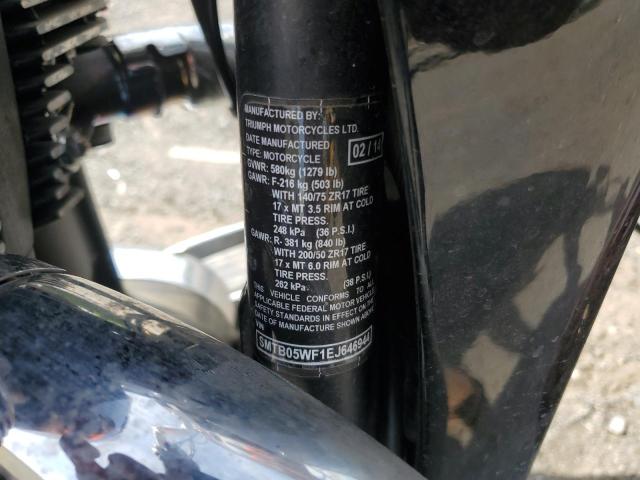 MANUFACTURED BY:
TRIUMPH MOTORCYCLES LTD.
DATE MANUFACTURED 02/14
TYPE: MOTORCYCLE
GVWR: 580kg (1279 lb)
GAWR: F-216 kg (503 lb)
WITH 140/75 ZR17 TIRE
17 x MT 3.5 RIM AT COLD
TIRE PRESS.
248 kPa (36 P.S.I.)
GAWR: R- 381 kg (840 lb)
WITH 200/50 ZR17 TIRE
17 x MT 6.0 RIM AT COLD
TIRE PRESS.
262 kPa (38 P.S.I.)
THIS VEHICLE CONFORMS TO ALL
APPLICABLE FEDERAL MOTOR VEHICLE
SAFETY STANDARDS IN EFFECT ON THE
DATE OF MANUFACTURE SHOWN ABOVE
VIN SMTB05WF1EJ646944